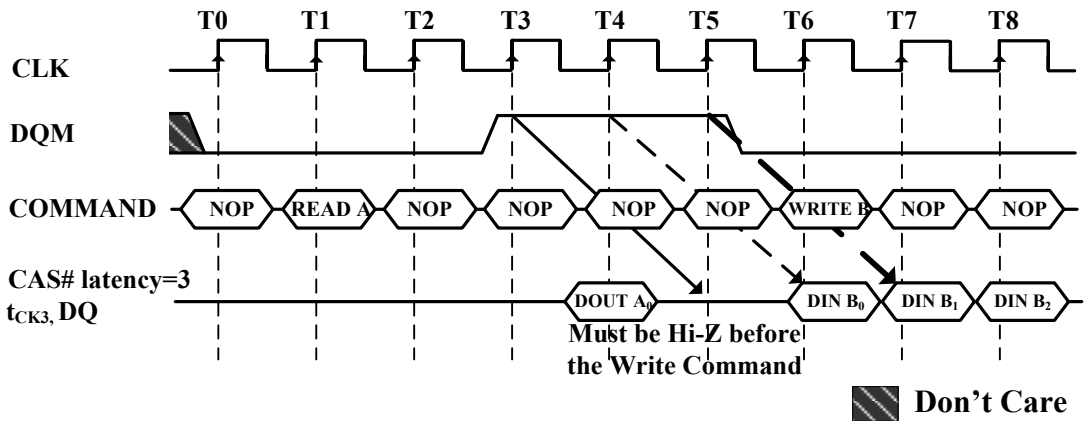 T0 T1 T2 T3 T4 T5 T6 T7 T8
CLK
DQM
COMMAND NOP READ A NOP NOP NOP NOP WRITE B NOP NOP
CAS# latency=3
tCK3, DQ DOUT A0 DIN B0 DIN B1 DIN B2
Must be Hi-Z before
the Write Command
Don't Care